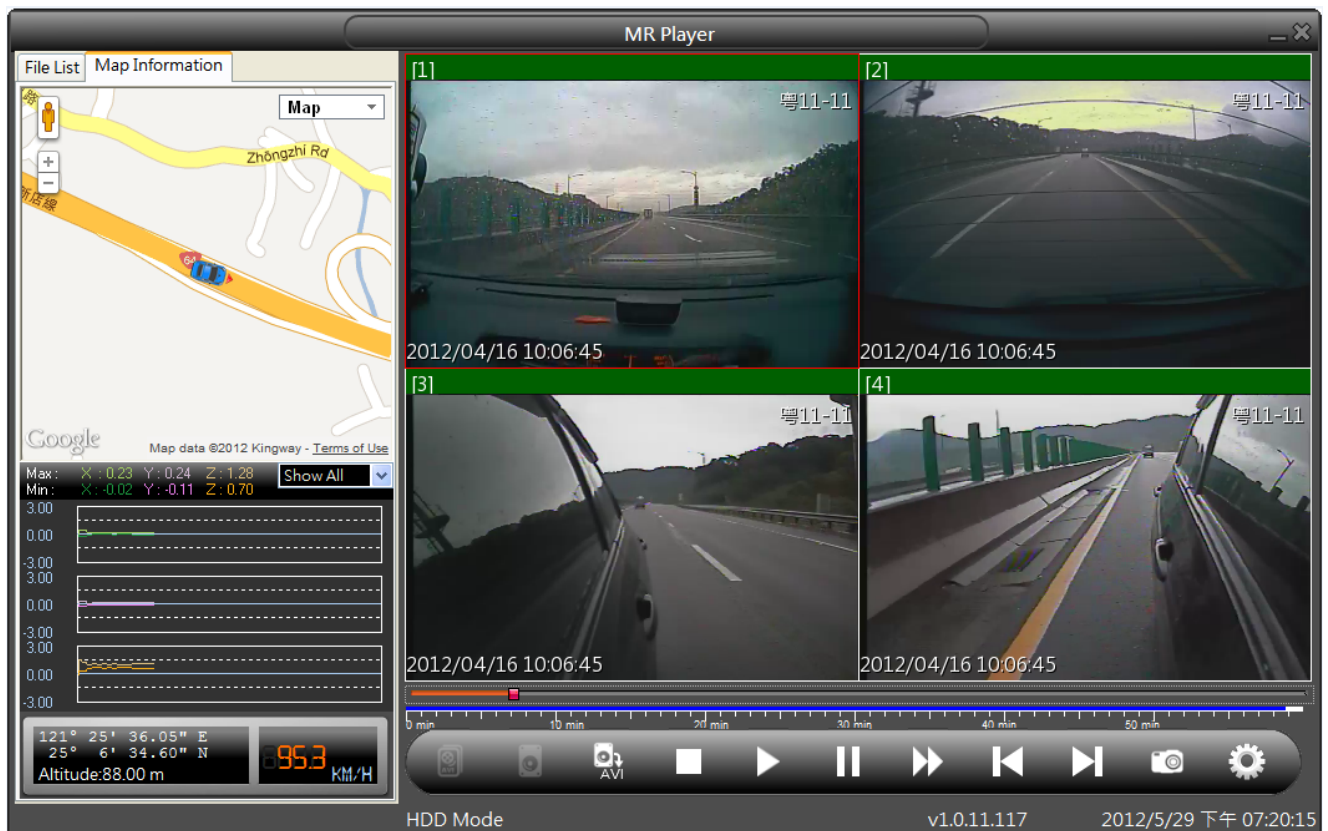 MR Player
File List
Map Information
路
Map
Zhōngzhì Rd
新店線
64
Google
Map data ©2012 Kingway - Terms of Use
Max: X : 0.23 Y : 0.24 Z : 1.28
Min : X : -0.02 Y : -0.11 Z : 0.70
Show All
3.00
0.00
-3.00
3.00
0.00
-3.00
3.00
0.00
-3.00
121° 25' 36.05" E
25° 6' 34.60" N
Altitude:88.00 m
95.3
KM/H
[1]
粤11-11
2012/04/16 10:06:45
[2]
粤11-11
2012/04/16 10:06:45
[3]
粤11-11
2012/04/16 10:06:45
[4]
粤11-11
2012/04/16 10:06:45
0 min 10 min 20 min 30 min 40 min 50 min
AVI
AVI
HDD Mode
v1.0.11.117
2012/5/29 下午 07:20:15